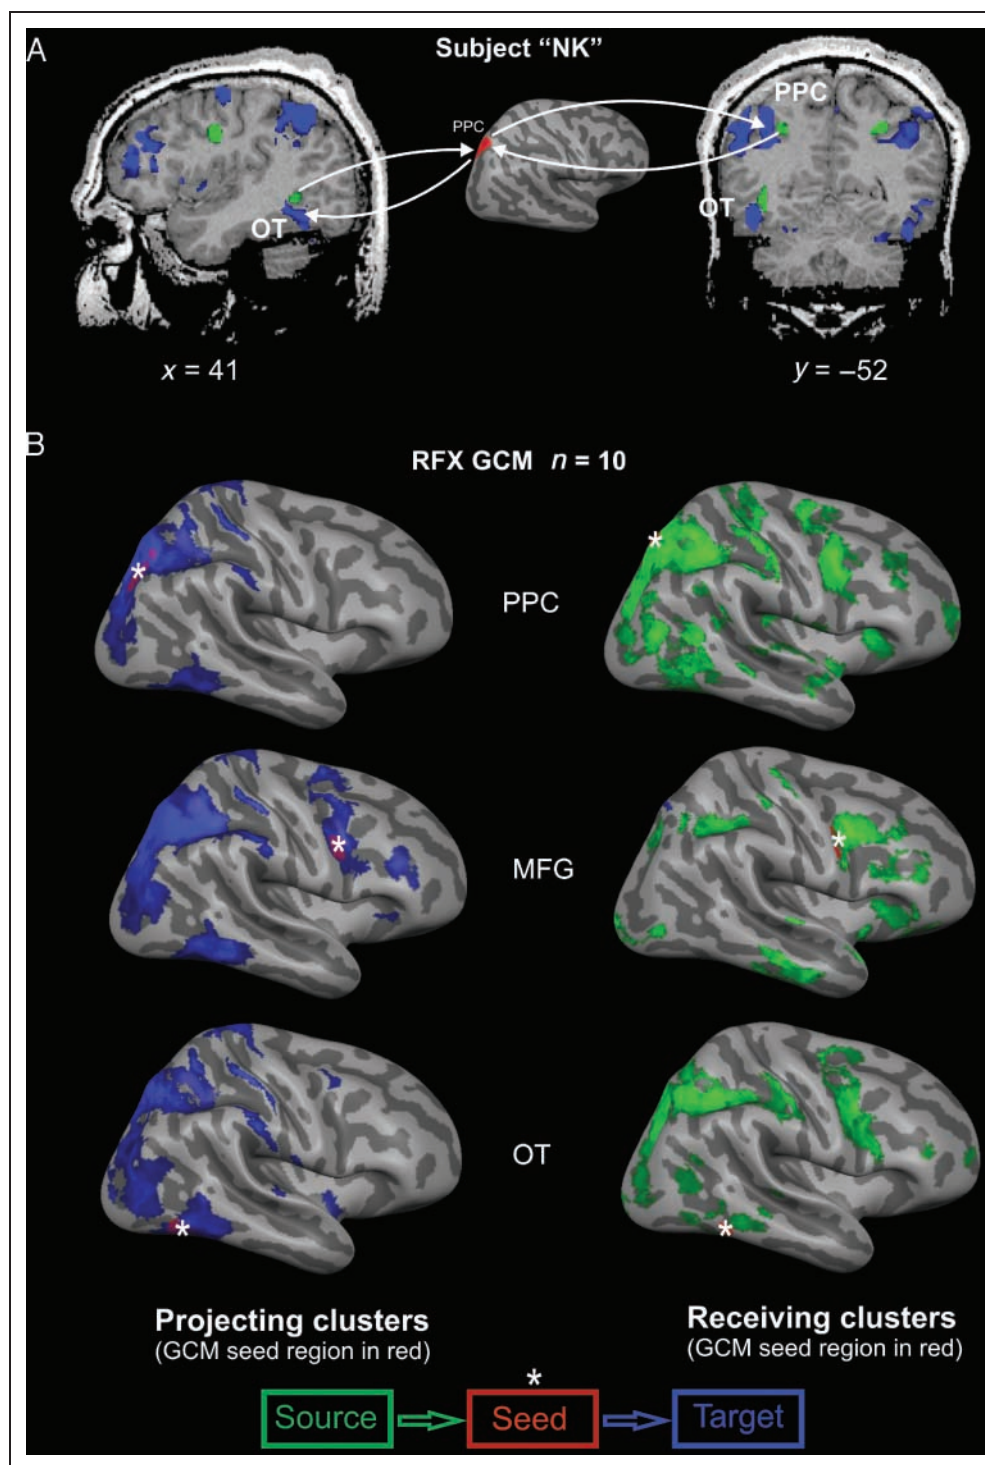 A
Subject “NK”
PPC
PPC
OT
OT
x = 41
y = –52
B
RFX GCM n = 10
*
*
PPC
*
*
MFG
*
*
OT
Projecting clusters
(GCM seed region in red)
Receiving clusters
(GCM seed region in red)
*
Source
Seed
Target